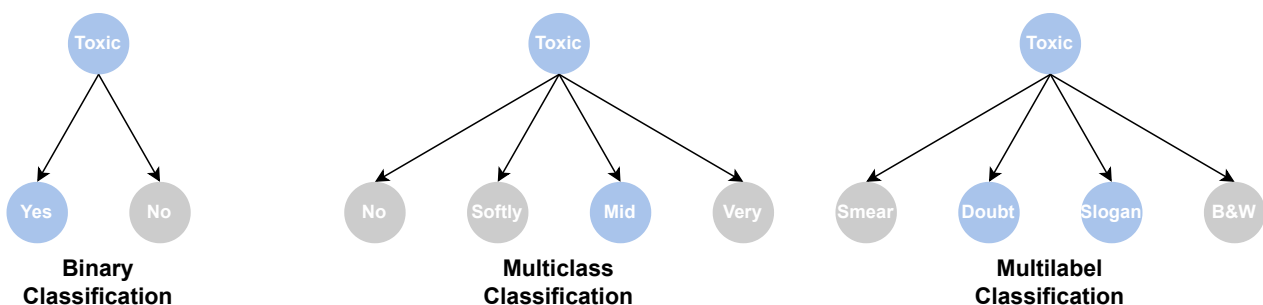 Toxic
Yes
No
Binary
Classification
Toxic
No
Softly
Mid
Very
Multiclass
Classification
Toxic
Smear
Doubt
Slogan
B&W
Multilabel
Classification